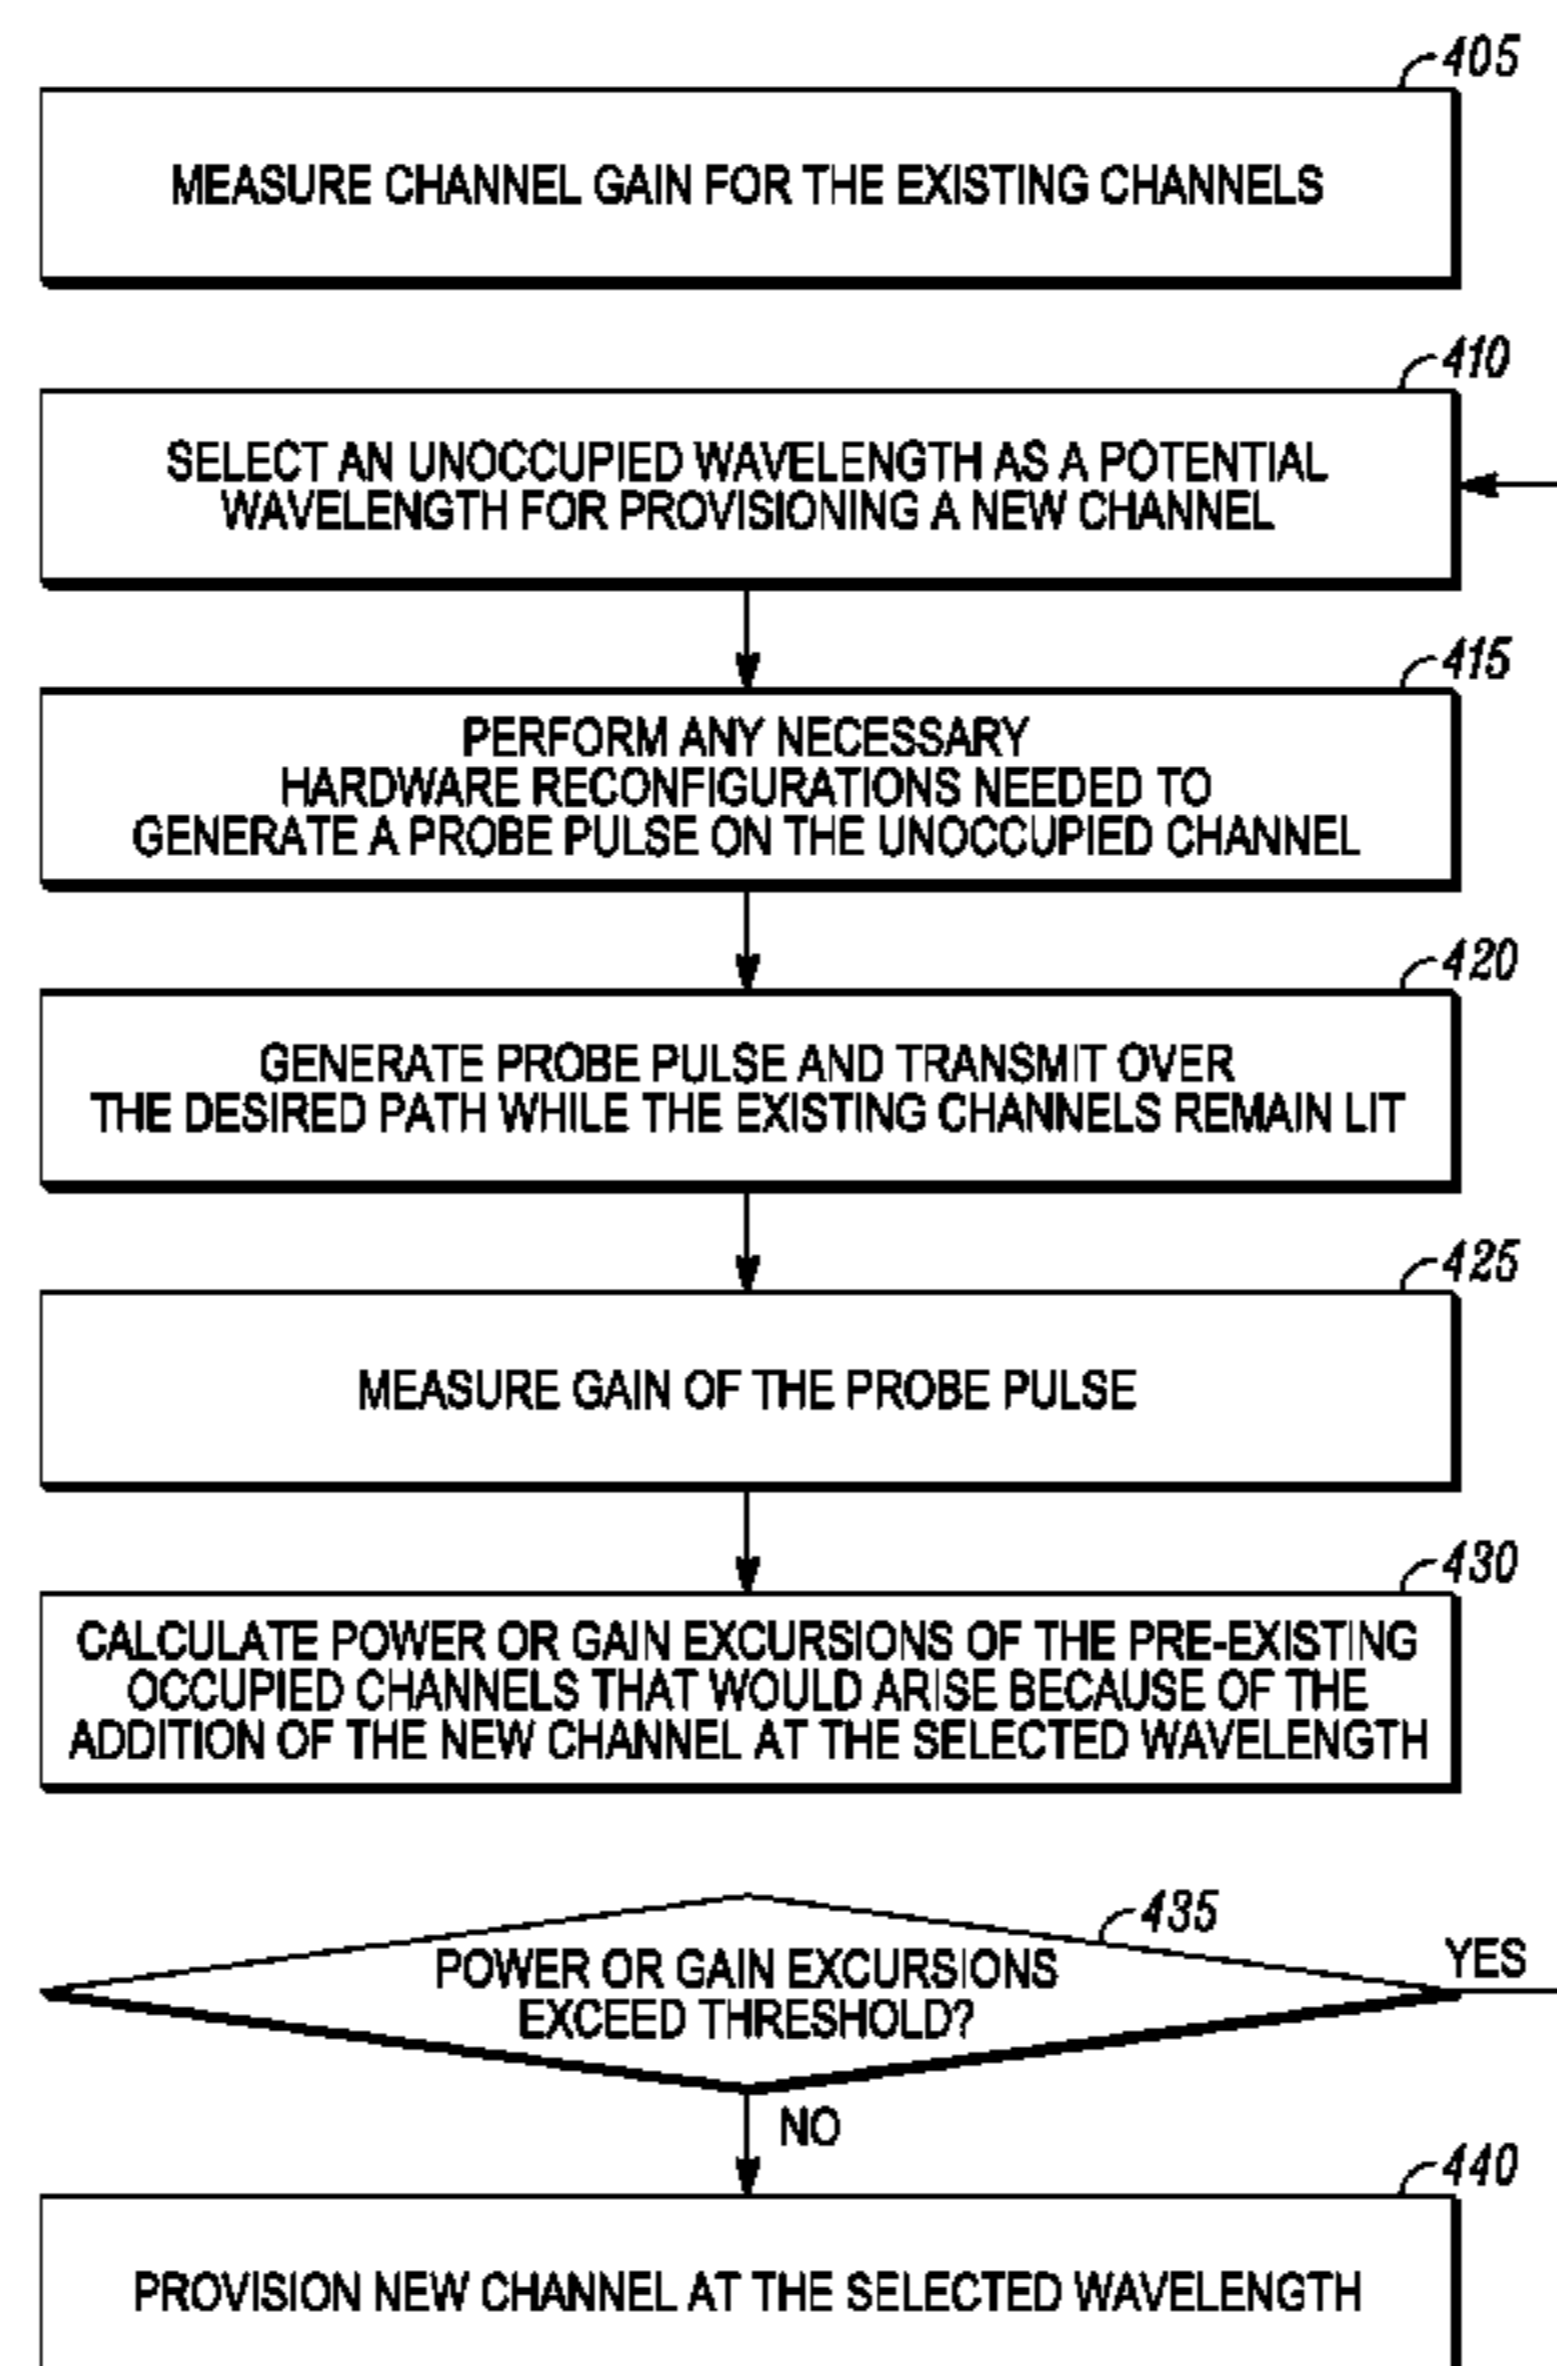 405
MEASURE CHANNEL GAIN FOR THE EXISTING CHANNELS
410
SELECT AN UNOCCUPIED WAVELENGTH AS A POTENTIAL
WAVELENGTH FOR PROVISIONING A NEW CHANNEL
415
PERFORM ANY NECESSARY
HARDWARE RECONFIGURATIONS NEEDED TO
GENERATE A PROBE PULSE ON THE UNOCCUPIED CHANNEL
420
GENERATE PROBE PULSE AND TRANSMIT OVER
THE DESIRED PATH WHILE THE EXISTING CHANNELS REMAIN LIT
425
MEASURE GAIN OF THE PROBE PULSE
430
CALCULATE POWER OR GAIN EXCURSIONS OF THE PRE-EXISTING
OCCUPIED CHANNELS THAT WOULD ARISE BECAUSE OF THE
ADDITION OF THE NEW CHANNEL AT THE SELECTED WAVELENGTH
435
POWER OR GAIN EXCURSIONS
EXCEED THRESHOLD?
YES
NO
440
PROVISION NEW CHANNEL AT THE SELECTED WAVELENGTH